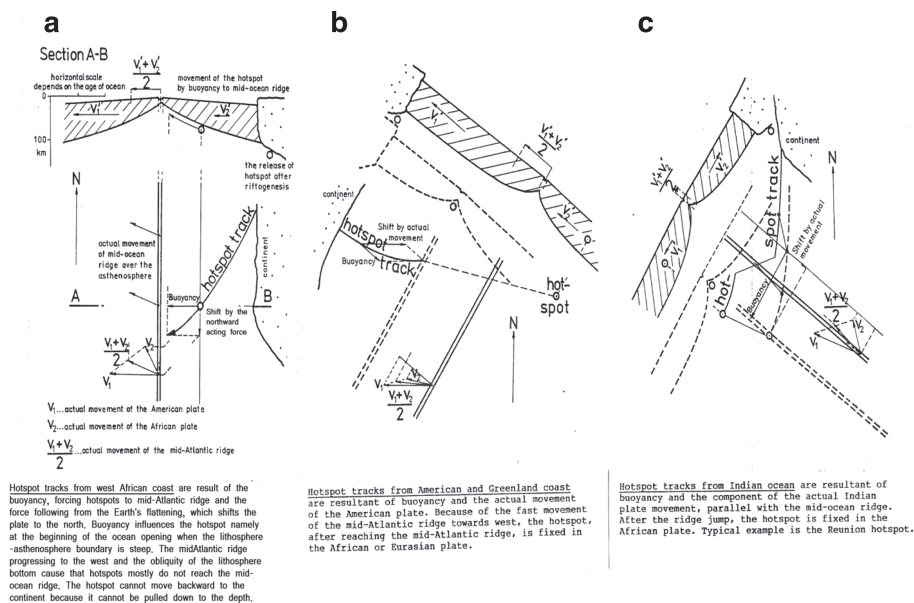 a
Section A-B
V₁'+V₂'
2
horizontal scale
depends on the age of ocean
movement of the hotspot
by buoyancy to mid-ocean ridge
0
V₁'
V₂'
100
km
the release of
hotspot after
riftogenesis
N
actual movement
of mid-ocean
ridge over the
asthenosphere
hotspot track
continent
A
Buoyancy
B
Shift by the
northward
acting force
V₁+V₂
2
V₂
V₁
V₁...actual movement of the American plate
V₂...actual movement of the African plate
V₁+V₂
2
...actual movement of the mid-Atlantic ridge
Hotspot tracks from west African coast are result of the
buoyancy, forcing hotspots to mid-Atlantic ridge and the
force following from the Earth's flattening, which shifts the
plate to the north. Buoyancy influences the hotspot namely
at the beginning of the ocean opening when the lithosphere
-asthenosphere boundary is steep. The midAtlantic ridge
progressing to the west and the obliquity of the lithosphere
bottom cause that hotspots mostly do not reach the mid-
ocean ridge. The hotspot cannot move backward to the
continent because it cannot be pulled down to the depth.
b
V₁'
V₁'+V₂'
2
V₂'
continent
hotspot
track
Shift by actual
movement
Buoyancy
hot-
spot
N
V₁
V₂
V₁+V₂
2
Hotspot tracks from American and Greenland coast
are resultant of buoyancy and the actual movement
of the American plate. Because of the fast movement
of the mid-Atlantic ridge towards west, the hotspot,
after reaching the mid-Atlantic ridge, is fixed in
the African or Eurasian plate.
c
continent
V₁'+V₂'
2
V₂'
V₁'
N
hot-
spot track
Shift by actual
movement
Buoyancy
V₁+V₂
2
V₂
V₁
Hotspot tracks from Indian ocean are resultant of
buoyancy and the component of the actual Indian
plate movement, parallel with the mid-ocean ridge.
After the ridge jump, the hotspot is fixed in the
African plate. Typical example is the Reunion hotspot.